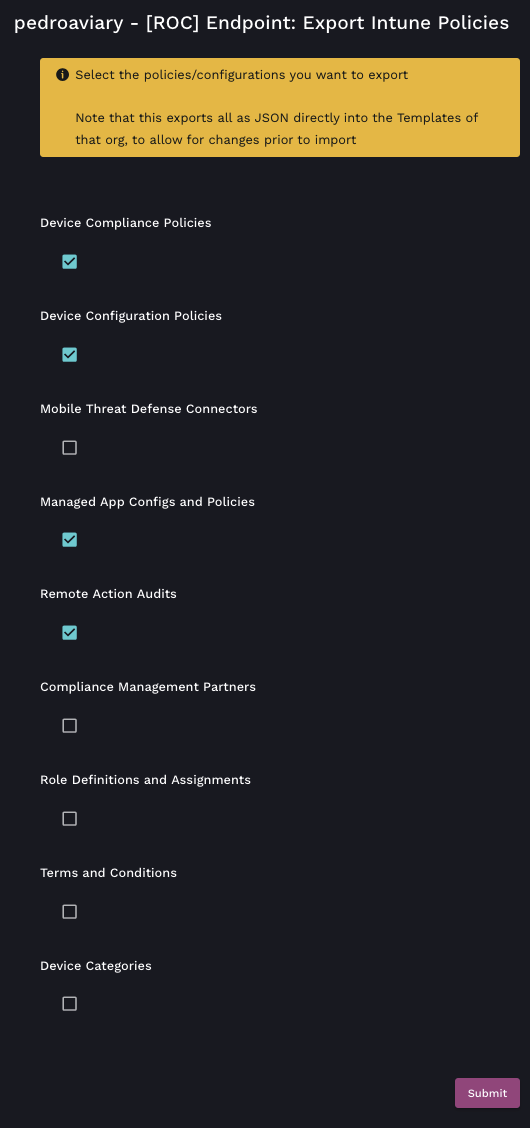 pedroaviary - [ROC] Endpoint: Export Intune Policies
Select the policies/configurations you want to export
Note that this exports all as JSON directly into the Templates of
that org, to allow for changes prior to import
Device Compliance Policies
Device Configuration Policies
Mobile Threat Defense Connectors
Managed App Configs and Policies
Remote Action Audits
Compliance Management Partners
Role Definitions and Assignments
Terms and Conditions
Device Categories
Submit